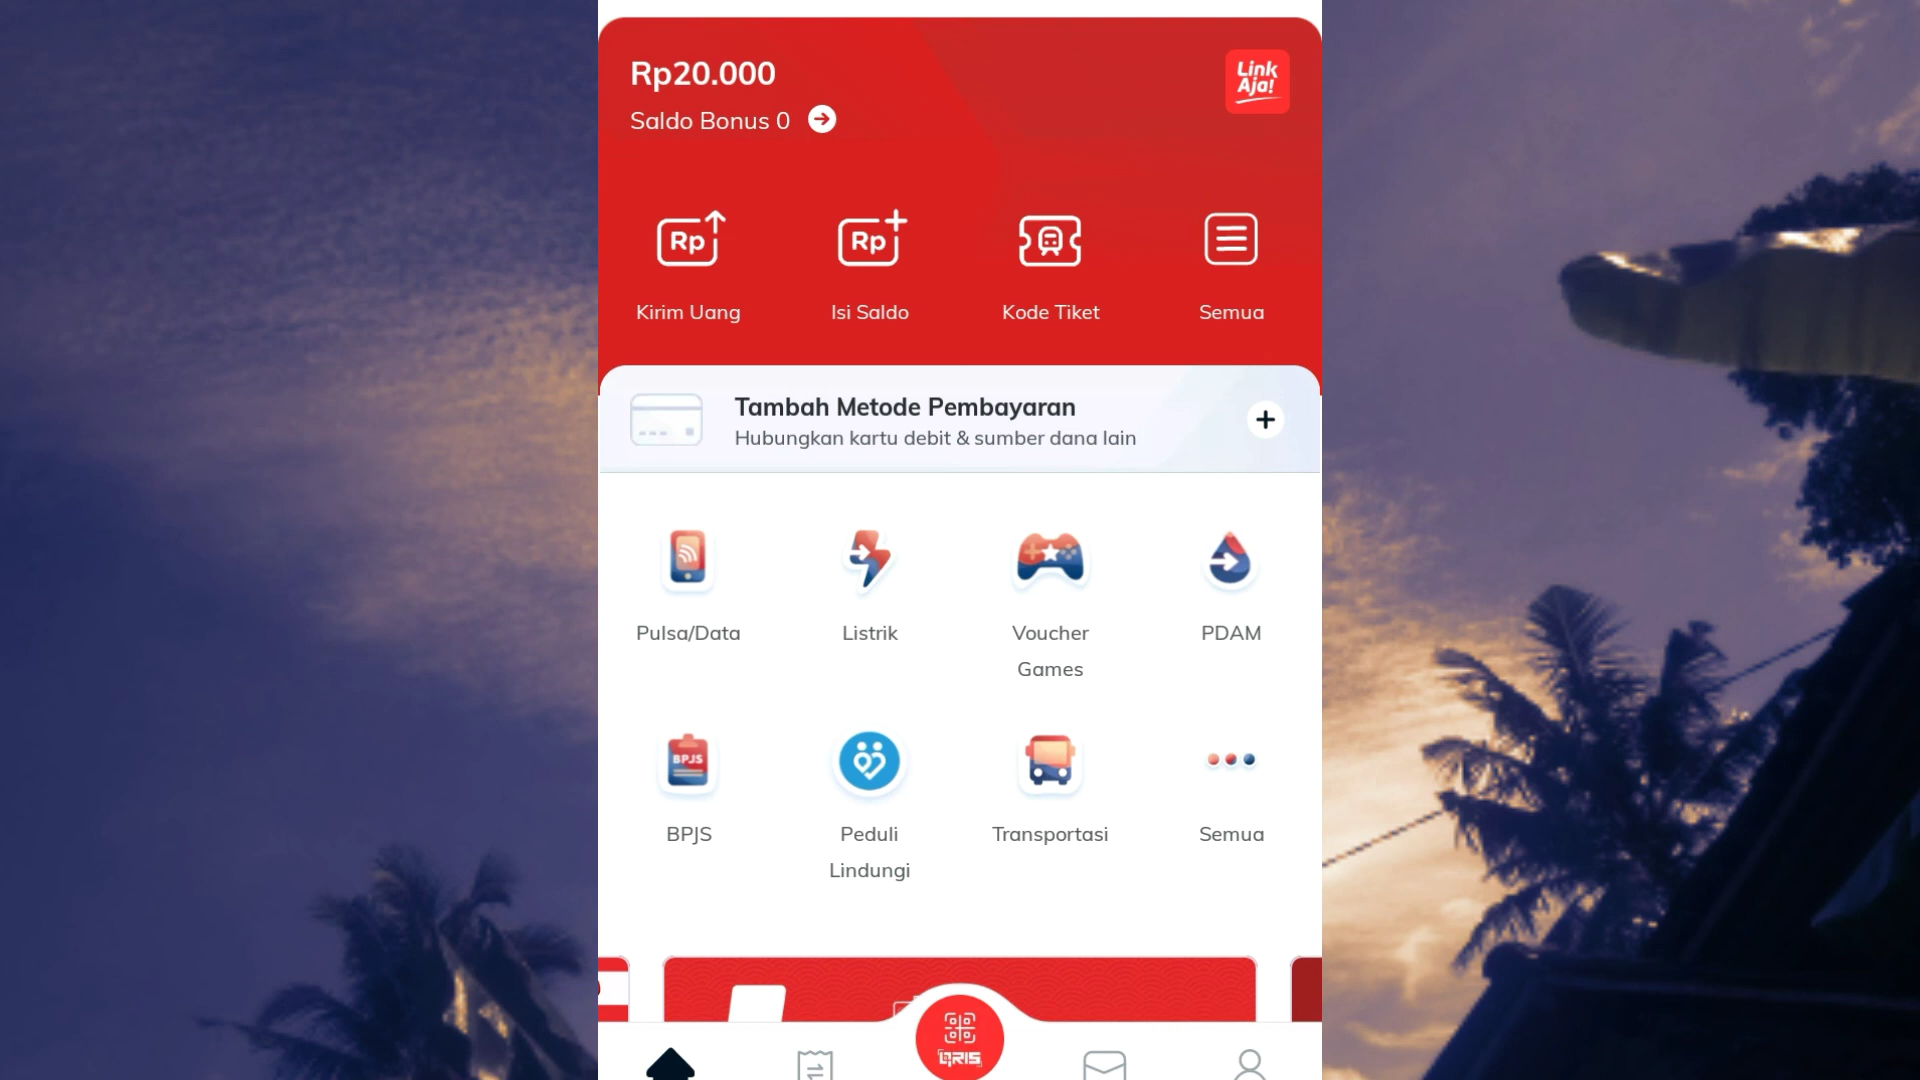 Rp20.000
Link
Aja!
Saldo Bonus 0
Rp
Rp
Kirim Uang
Isi Saldo
Kode Tiket
Semua
Tambah Metode Pembayaran
Hubungkan kartu debit & sumber dana lain
Pulsa/Data
Listrik
Voucher
Games
PDAM
BPJS
BPJS
Peduli
Lindungi
Transportasi
Semua
QRIS